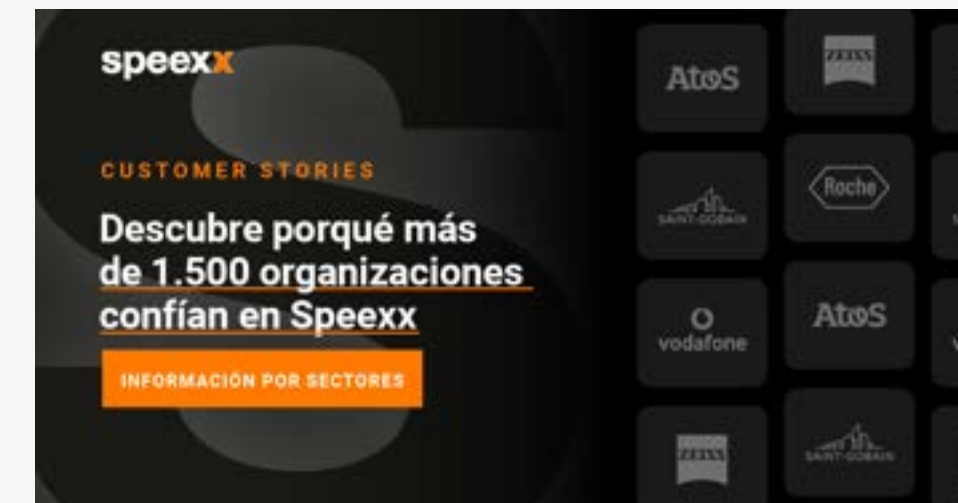 speexx
CUSTOMER STORIES
Descubre porqué más
de 1.500 organizaciones
confían en Speexx
INFORMACIÓN POR SECTORES
AtoS
ZEISS
SAINT-GOBAIN
Roche
vodafone
AtoS
ZEISS
SAINT-GOBAIN